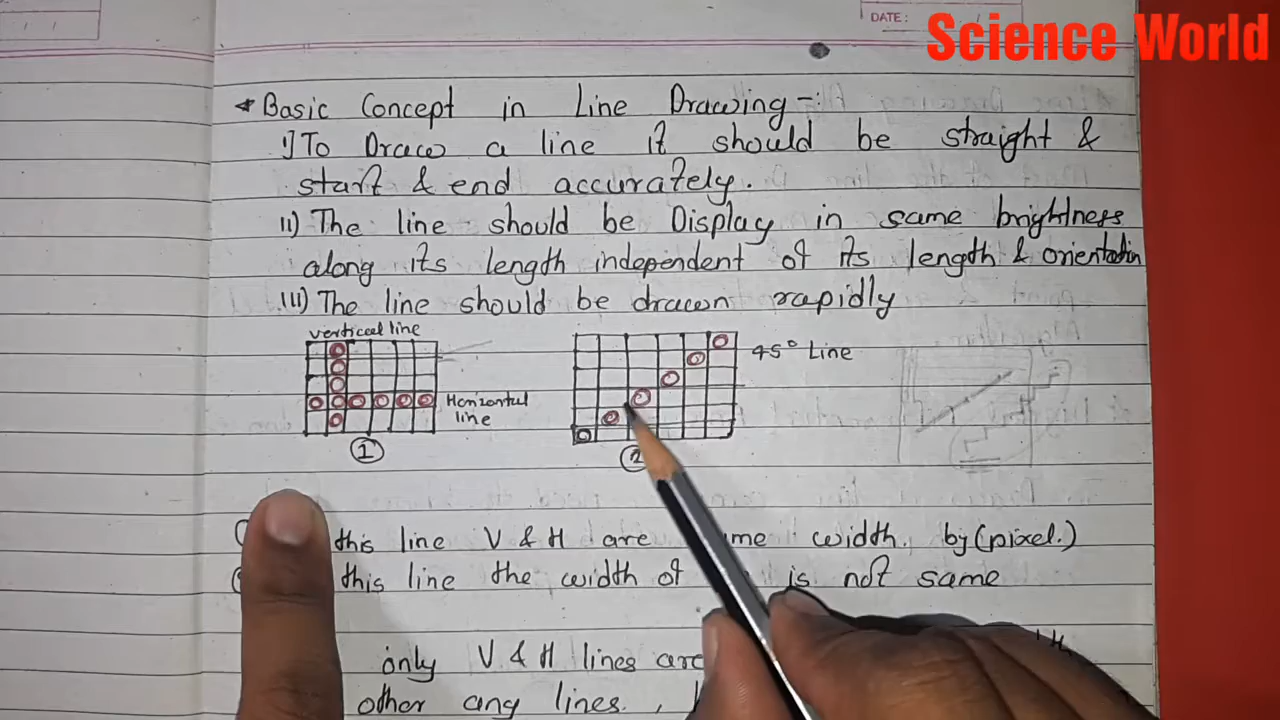 DATE:
Science World
* Basic Concept in Line Drawing -:
i] To Draw a line it should be straight &
start & end accurately.
ii) The line should be Display in same brightness
along its length independent of its length & orientation
iii) The line should be drawn rapidly
vertical line
45° Line
Horizontal
line
1
2
this line V & H are width. by (pixel.)
this line the width of is not same
only V & H lines are
other any lines.,